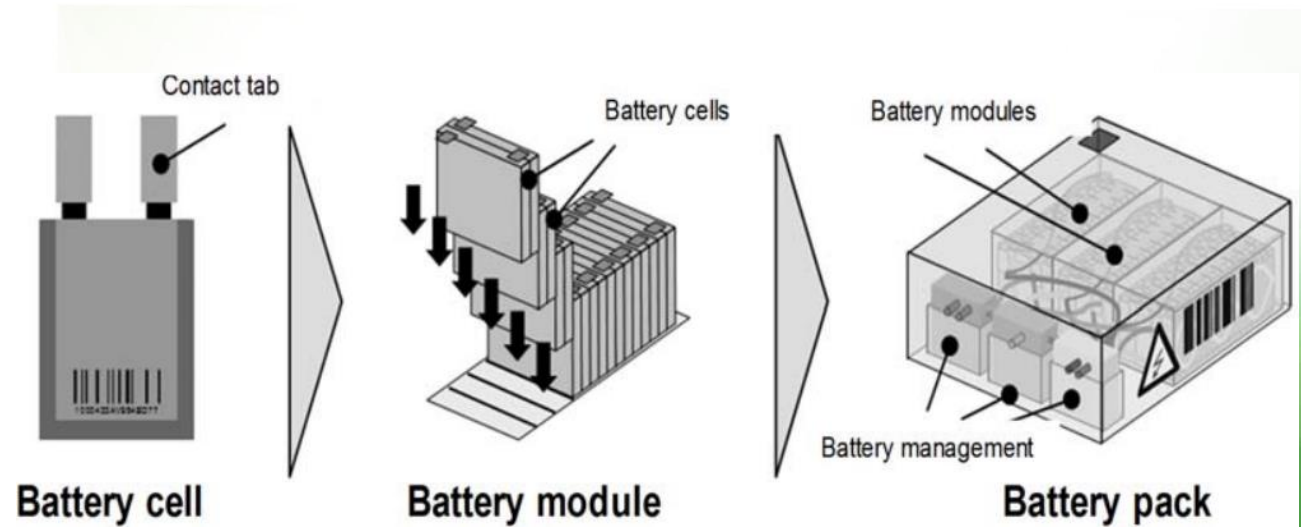 Contact tab
Battery cells
Battery modules
Battery management
Battery cell
Battery module
Battery pack